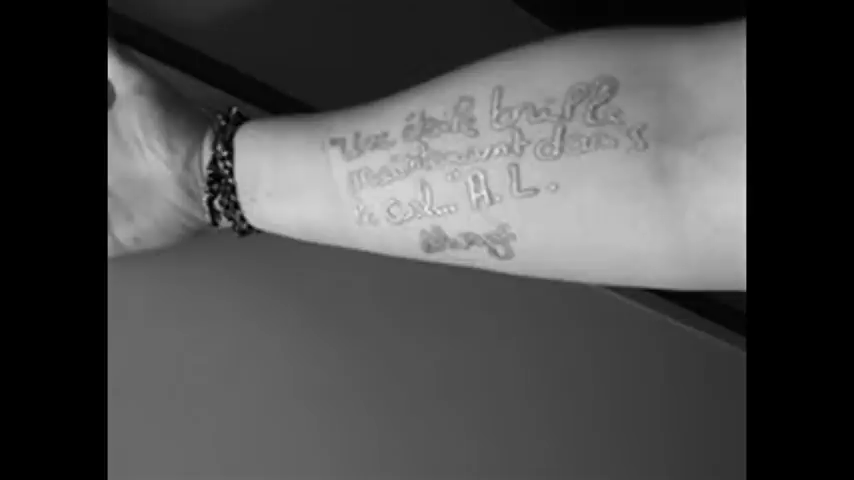 Une étoile brille
maintenant dans
le ciel... A. L.